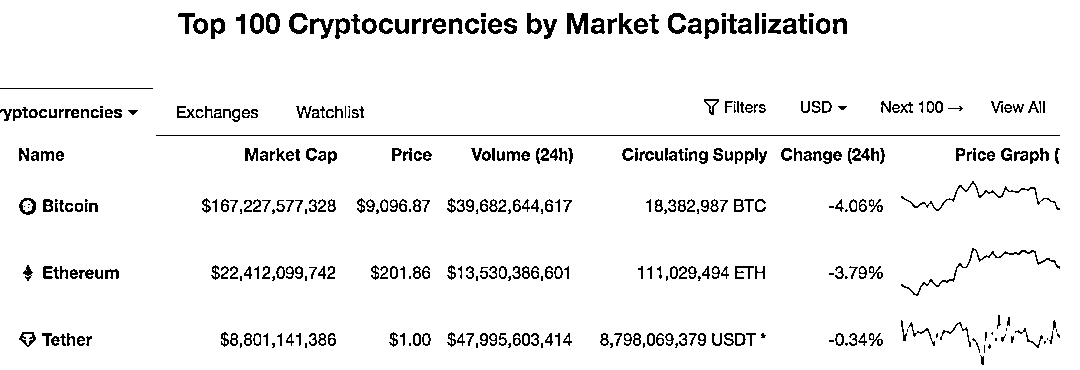 Top 100 Cryptocurrencies by Market Capitalization
ryptocurrencies Exchanges Watchlist Filters USD Next 100 → View All
Name Market Cap Price Volume (24h) Circulating Supply Change (24h) Price Graph (
Bitcoin $167,227,577,328 $9,096.87 $39,682,644,617 18,382,987 BTC -4.06%
Ethereum $22,412,099,742 $201.86 $13,530,386,601 111,029,494 ETH -3.79%
Tether $8,801,141,386 $1.00 $47,995,603,414 8,798,069,379 USDT * -0.34%